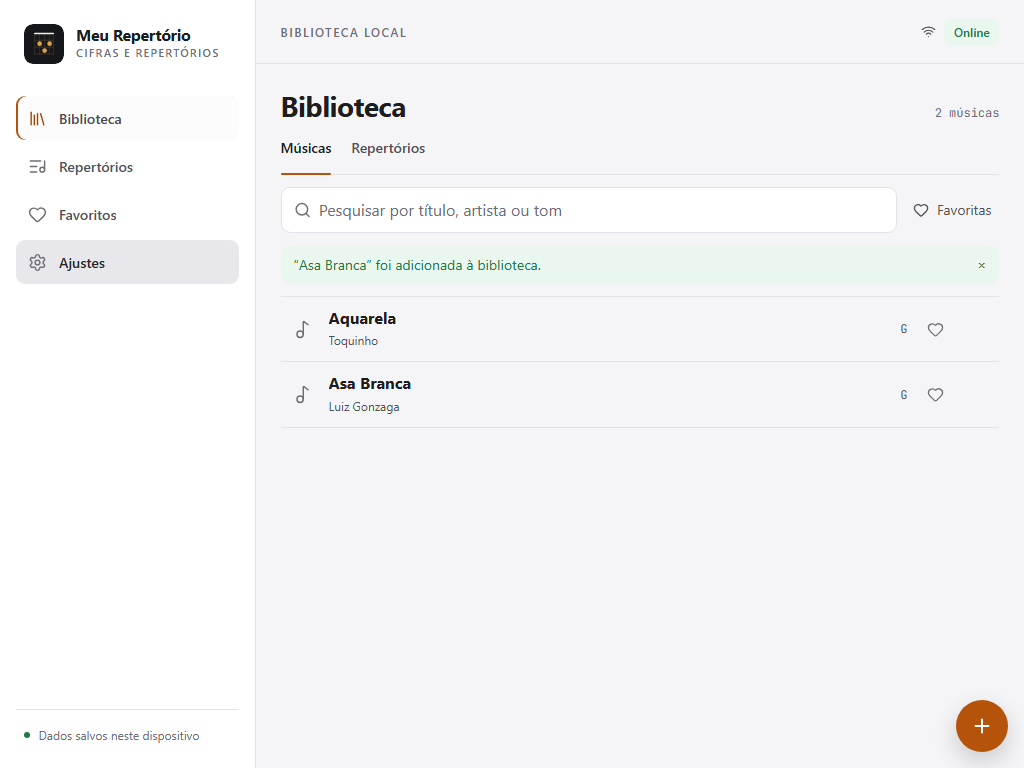 Meu Repertório
CIFRAS E REPERTÓRIOS
Biblioteca
Repertórios
Favoritos
Ajustes
Dados salvos neste dispositivo
BIBLIOTECA LOCAL
Online
Biblioteca
2 músicas
Músicas
Repertórios
Pesquisar por título, artista ou tom
Favoritas
“Asa Branca” foi adicionada à biblioteca.
×
Aquarela
Toquinho
G
Asa Branca
Luiz Gonzaga
G
+